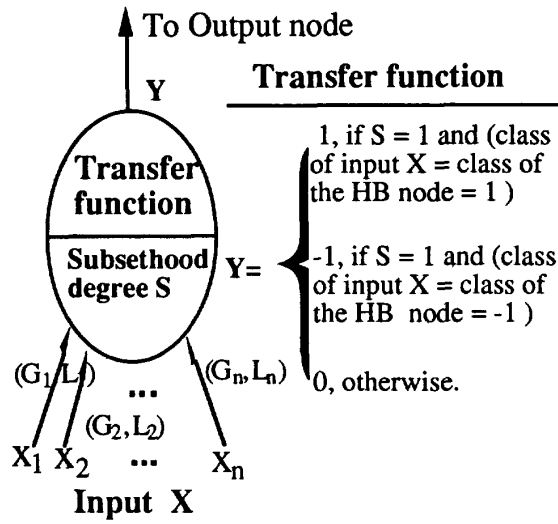 To Output node
Y
Transfer function
Transfer
function
Subsethood
degree S
Y=
1, if S = 1 and (class
of input X = class of
the HB node = 1 )
-1, if S = 1 and (class
of input X = class of
the HB node = -1 )
0, otherwise.
(G1, L1)
...
(Gn, Ln)
(G2, L2)
X1 X2 ... Xn
Input X